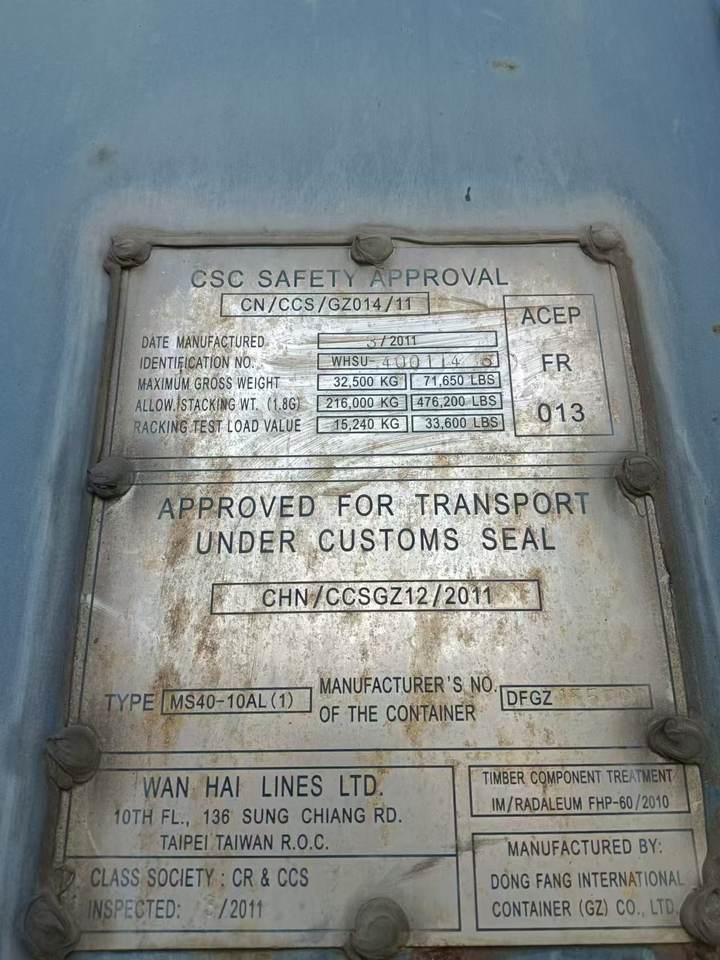 CSC SAFETY APPROVAL
CN/CCS/GZ014/11
ACEP
FR
013
DATE MANUFACTURED /2011
IDENTIFICATION NO. WHSU-
MAXIMUM GROSS WEIGHT 32,500 KG 71,650 LBS
ALLOW. STACKING WT. (1.8G) 216,000 KG 476,200 LBS
RACKING TEST LOAD VALUE 15,240 KG 33,600 LBS
APPROVED FOR TRANSPORT
UNDER CUSTOMS SEAL
CHN/CCSGZ12/2011
TYPE MS40-10AL(1)
MANUFACTURER'S NO.
OF THE CONTAINER
DFGZ
WAN HAI LINES LTD.
10TH FL., 136 SUNG CHIANG RD.
TAIPEI TAIWAN R.O.C.
CLASS SOCIETY : CR & CCS
INSPECTED: /2011
TIMBER COMPONENT TREATMENT
IM/RADALEUM FHP-60/2010
MANUFACTURED BY:
DONG FANG INTERNATIONAL
CONTAINER (GZ) CO., LTD.